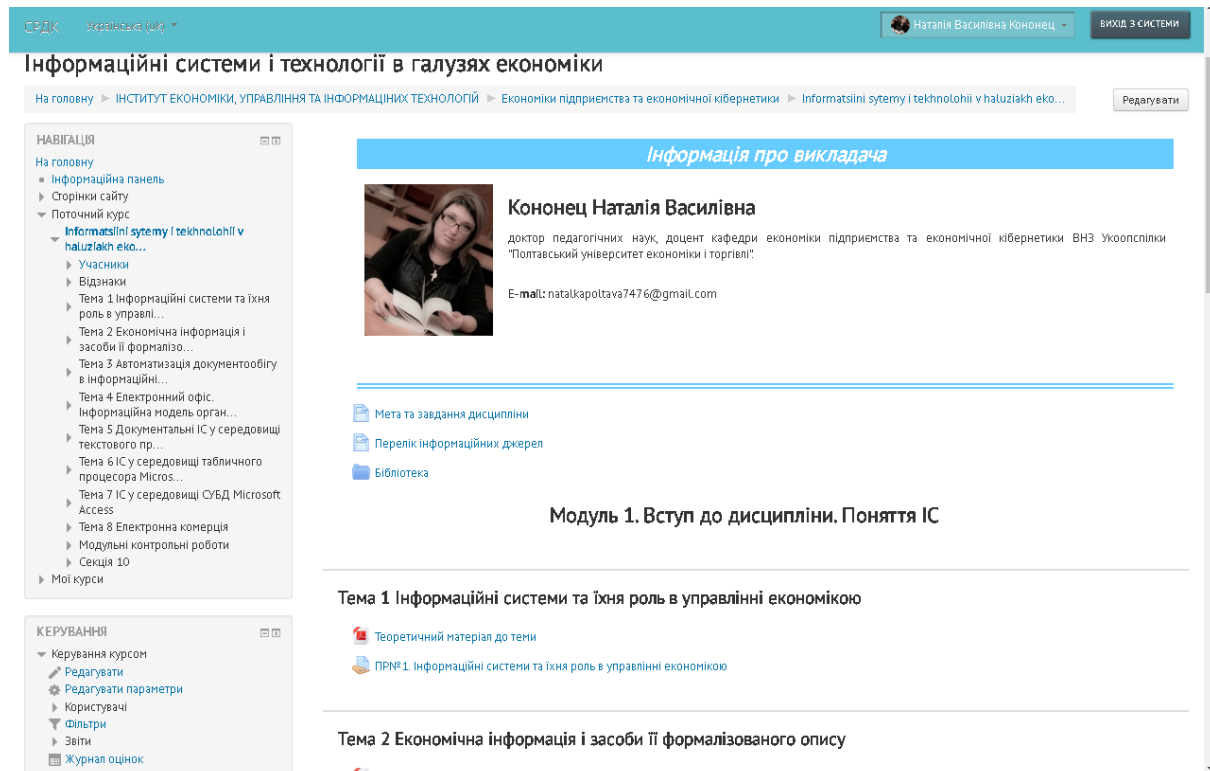 СРДК Українська (uk) Наталія Василівна Кононец ВИХІД З СИСТЕМИ
Інформаційні системи і технології в галузях економіки
На головну ► ІНСТИТУТ ЕКОНОМІКИ, УПРАВЛІННЯ ТА ІНФОРМАЦІНИХ ТЕХНОЛОГІЙ ► Економіки підприємства та економічної кібернетики ► Informatsiini sytemy i tekhnolohii v haluziakh eko... Редагувати
НАВІГАЦІЯ
На головну
Інформаційна панель
Сторінки сайту
Поточний курс
Informatsiini sytemy i tekhnolohii v
haluziakh eko...
Учасники
Відзнаки
Тема 1 Інформаційні системи та їхня
роль в управлі...
Тема 2 Економічна інформація і
засоби її формалізо...
Тема 3 Автоматизація документообігу
в інформаційні...
Тема 4 Електронний офіс.
Інформаційна модель орган...
Тема 5 Документальні ІС у середовищі
текстового пр...
Тема 6 ІС у середовищі табличного
процесора Micros...
Тема 7 ІС у середовищі СУБД Microsoft
Access
Тема 8 Електронна комерція
Модульні контрольні роботи
Секція 10
Мої курси
КЕРУВАННЯ
Керування курсом
Редагувати
Редагувати параметри
Користувачі
Фільтри
Звіти
Журнал оцінок
Інформація про викладача
Кононец Наталія Василівна
доктор педагогічних наук, доцент кафедри економіки підприємства та економічної кібернетики ВНЗ Укоопспілки
"Полтавський університет економіки і торгівлі".
E-mail: natalkapoltava7476@gmail.com
Мета та завдання дисципліни
Перелік інформаційних джерел
Бібліотека
Модуль 1. Вступ до дисципліни. Поняття ІС
Тема 1 Інформаційні системи та їхня роль в управлінні економікою
Теоретичний матеріал до теми
ПР№1. Інформаційні системи та їхня роль в управлінні економікою
Тема 2 Економічна інформація і засоби її формалізованого опису